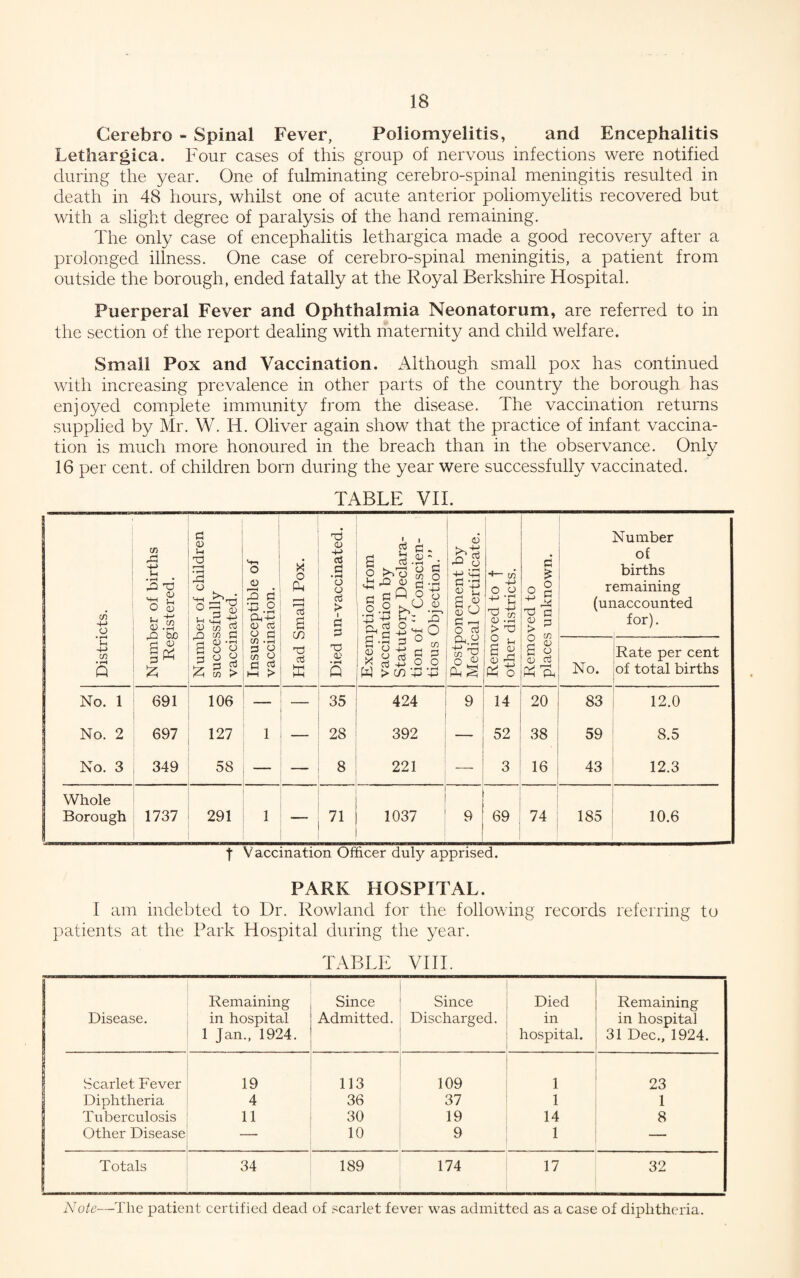 18
Cerebro - Spinal Fever, Poliomyelitis, and Encephalitis
Lethargica. Four cases of this group of nervous infections were notified
during the year. One of fulminating cerebro-spinal meningitis resulted in
death in 48 hours, whilst one of acute anterior poliomyelitis recovered but
with a slight degree of paralysis of the hand remaining.
The only case of encephalitis lethargica made a good recovery after a
prolonged illness. One case of cerebro-spinal meningitis, a patient from
outside the borough, ended fatally at the Royal Berkshire Hospital.
Puerperal Fever and Ophthalmia Neonatorum, are referred to in
the section of the report dealing with maternity and child welfare.
Small Pox and Vaccination. Although small pox has continued
with increasing prevalence in other parts of the country the borough has
enjoyed complete immunity from the disease. The vaccination returns
supplied by Mr. W. H. Oliver again show that the practice of infant vaccina-
tion is much more honoured in the breach than in the observance. Only
16 per cent. of children born during the year were successfully vaccinated.
TABLE VII.
Districts.
Number of births
Registered.
Number of children
successfully
vaccinated.
Insusceptible of
vaccination.
Had Small Pox.
Died un-vaccinated.
Exemption from
vaccination by
Statutory Declara-
tion of “ Conscien-
tious Objection.”
Postponement by
Medical Certificate.
Removed to †
other districts.
Removed to
places unknown.
Number
of
births
remaining
(unaccounted
for).
No.
Rate per cent
of total births
No. 1 691 106 — — 35 424 9 14 20 83 12.0
No. 2 697 127 1 — 28 392 — 52 38 59 8.5
No. 3 349 58 — — 8 221 — 3 16 43 12.3
Whole
Borough 1737 291 1 — 71 1037 9 69 74 185 10.6
† Vaccination Officer duly apprised.
PARK HOSPITAL.
I am indebted to Dr. Rowland for the following records referring to
patients at the Park Hospital during the year.
TABLE VIII.
Disease.
Remaining
in hospital
1 Jan., 1924.
Since
Admitted.
Since
Discharged.
Died
in
hospital.
Remaining
in hospital
31 Dec., 1924.
Scarlet Fever 19 113 109 1 23
Diphtheria 4 36 37 1 1
Tuberculosis 11 30 19 14 8
Other Disease — 10 9 1 —
Totals 34 189 174 17 32
Note—The patient certified dead of scarlet fever was admitted as a case of diphtheria.